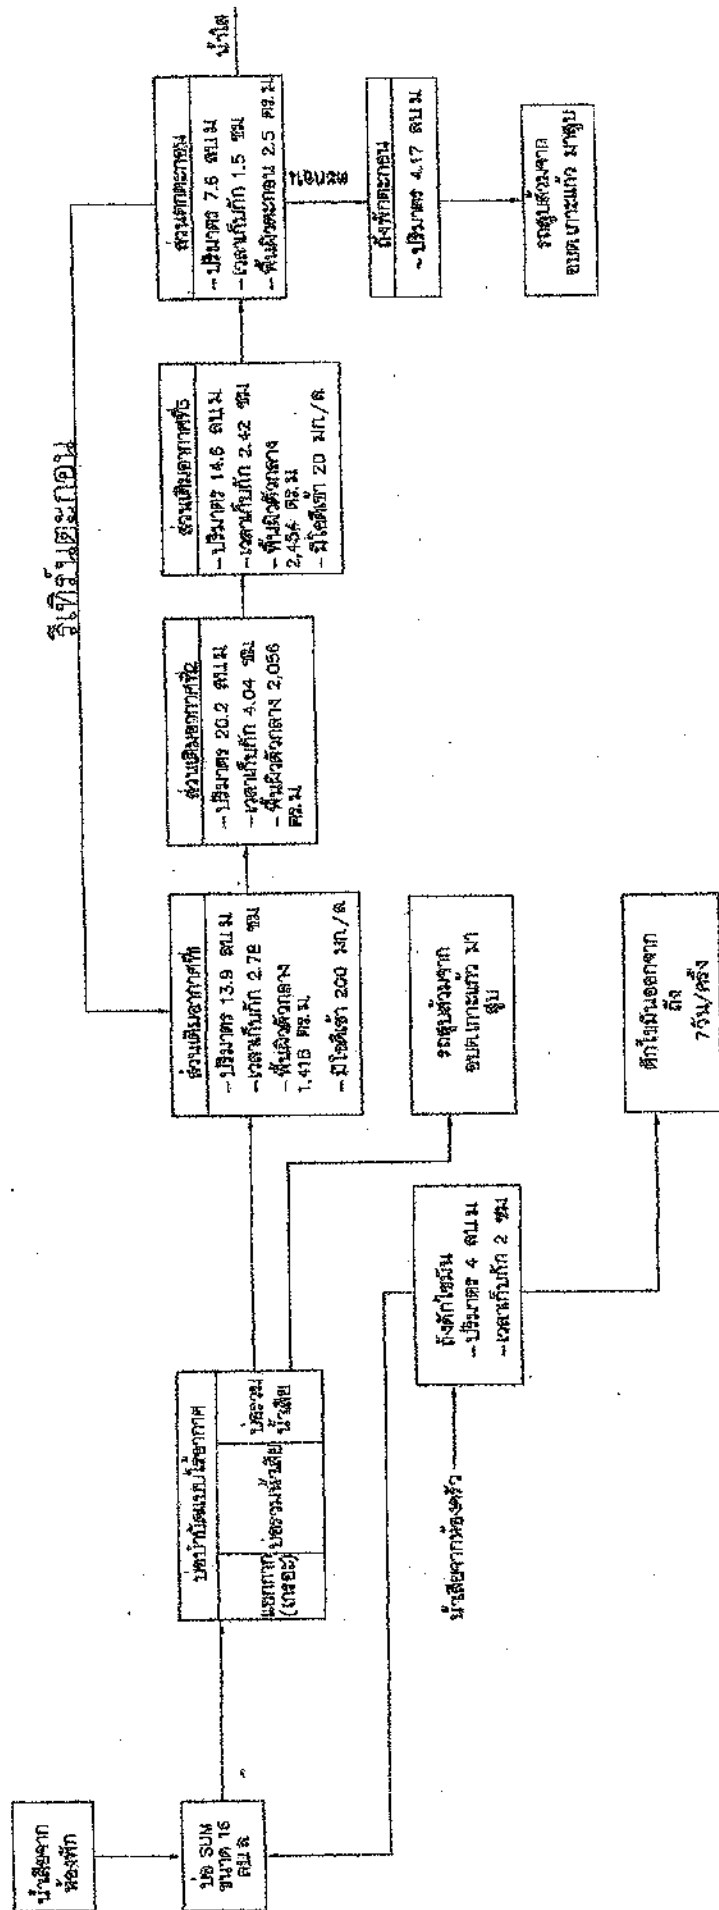 น้ำเสียจาก
ห้องพัก
บ่อ SUM
ขนาด 16
ลบ.ล
บ่อบำบัดแบบไร้อากาศ
แยกกาก
(เกรอะ)
บ่อรวมน้ำเสีย
บ่อรวม
น้ำเสีย
น้ำเสียจากห้องครัว
ถังดักไขมัน
-ปริมาตร 4 ลบ.ม
-เวลาเก็บกัก 2 ชม
ตักไขมันออกจาก
ถัง
7วัน/ครั้ง
รถสูบส้วมจาก
อบต.เกาะแก้ว มา
สูบ
ส่วนเติมอากาศที่1
-ปริมาตร 13.9 ลบ.ม
-เวลาเก็บกัก 2.78 ชม
-พื้นผิวตัวกลาง
1,418 ตร.ม.
-บีโอดีเข้า 200 มก./ล
ส่วนเติมอากาศที่2
-ปริมาตร 20.2 ลบ.ม
-เวลาเก็บกัก 4.04 ชม
-พื้นผิวตัวกลาง 2,056
ตร.ม.
ส่วนเติมอากาศที่3
-ปริมาตร 14.6 ลบ.ม
-เวลาเก็บกัก 2.42 ชม
-พื้นผิวตัวกลาง
2,454 ตร.ม
-บีโอดีเข้า 20 มก./ล
รีเทิร์นตะกอน
ส่วนตกตะกอน
-ปริมาตร 7.6 ลบ.ม
-เวลาเก็บกัก 1.5 ชม
-พื้นผิวตะกอน 2.5 ตร.ม
น้ำใส
ตะกอน
ถังพักตะกอน
-ปริมาตร 4.17 ลบ.ม
รถสูบส้วมจาก
อบต.เกาะแก้ว มาสูบ